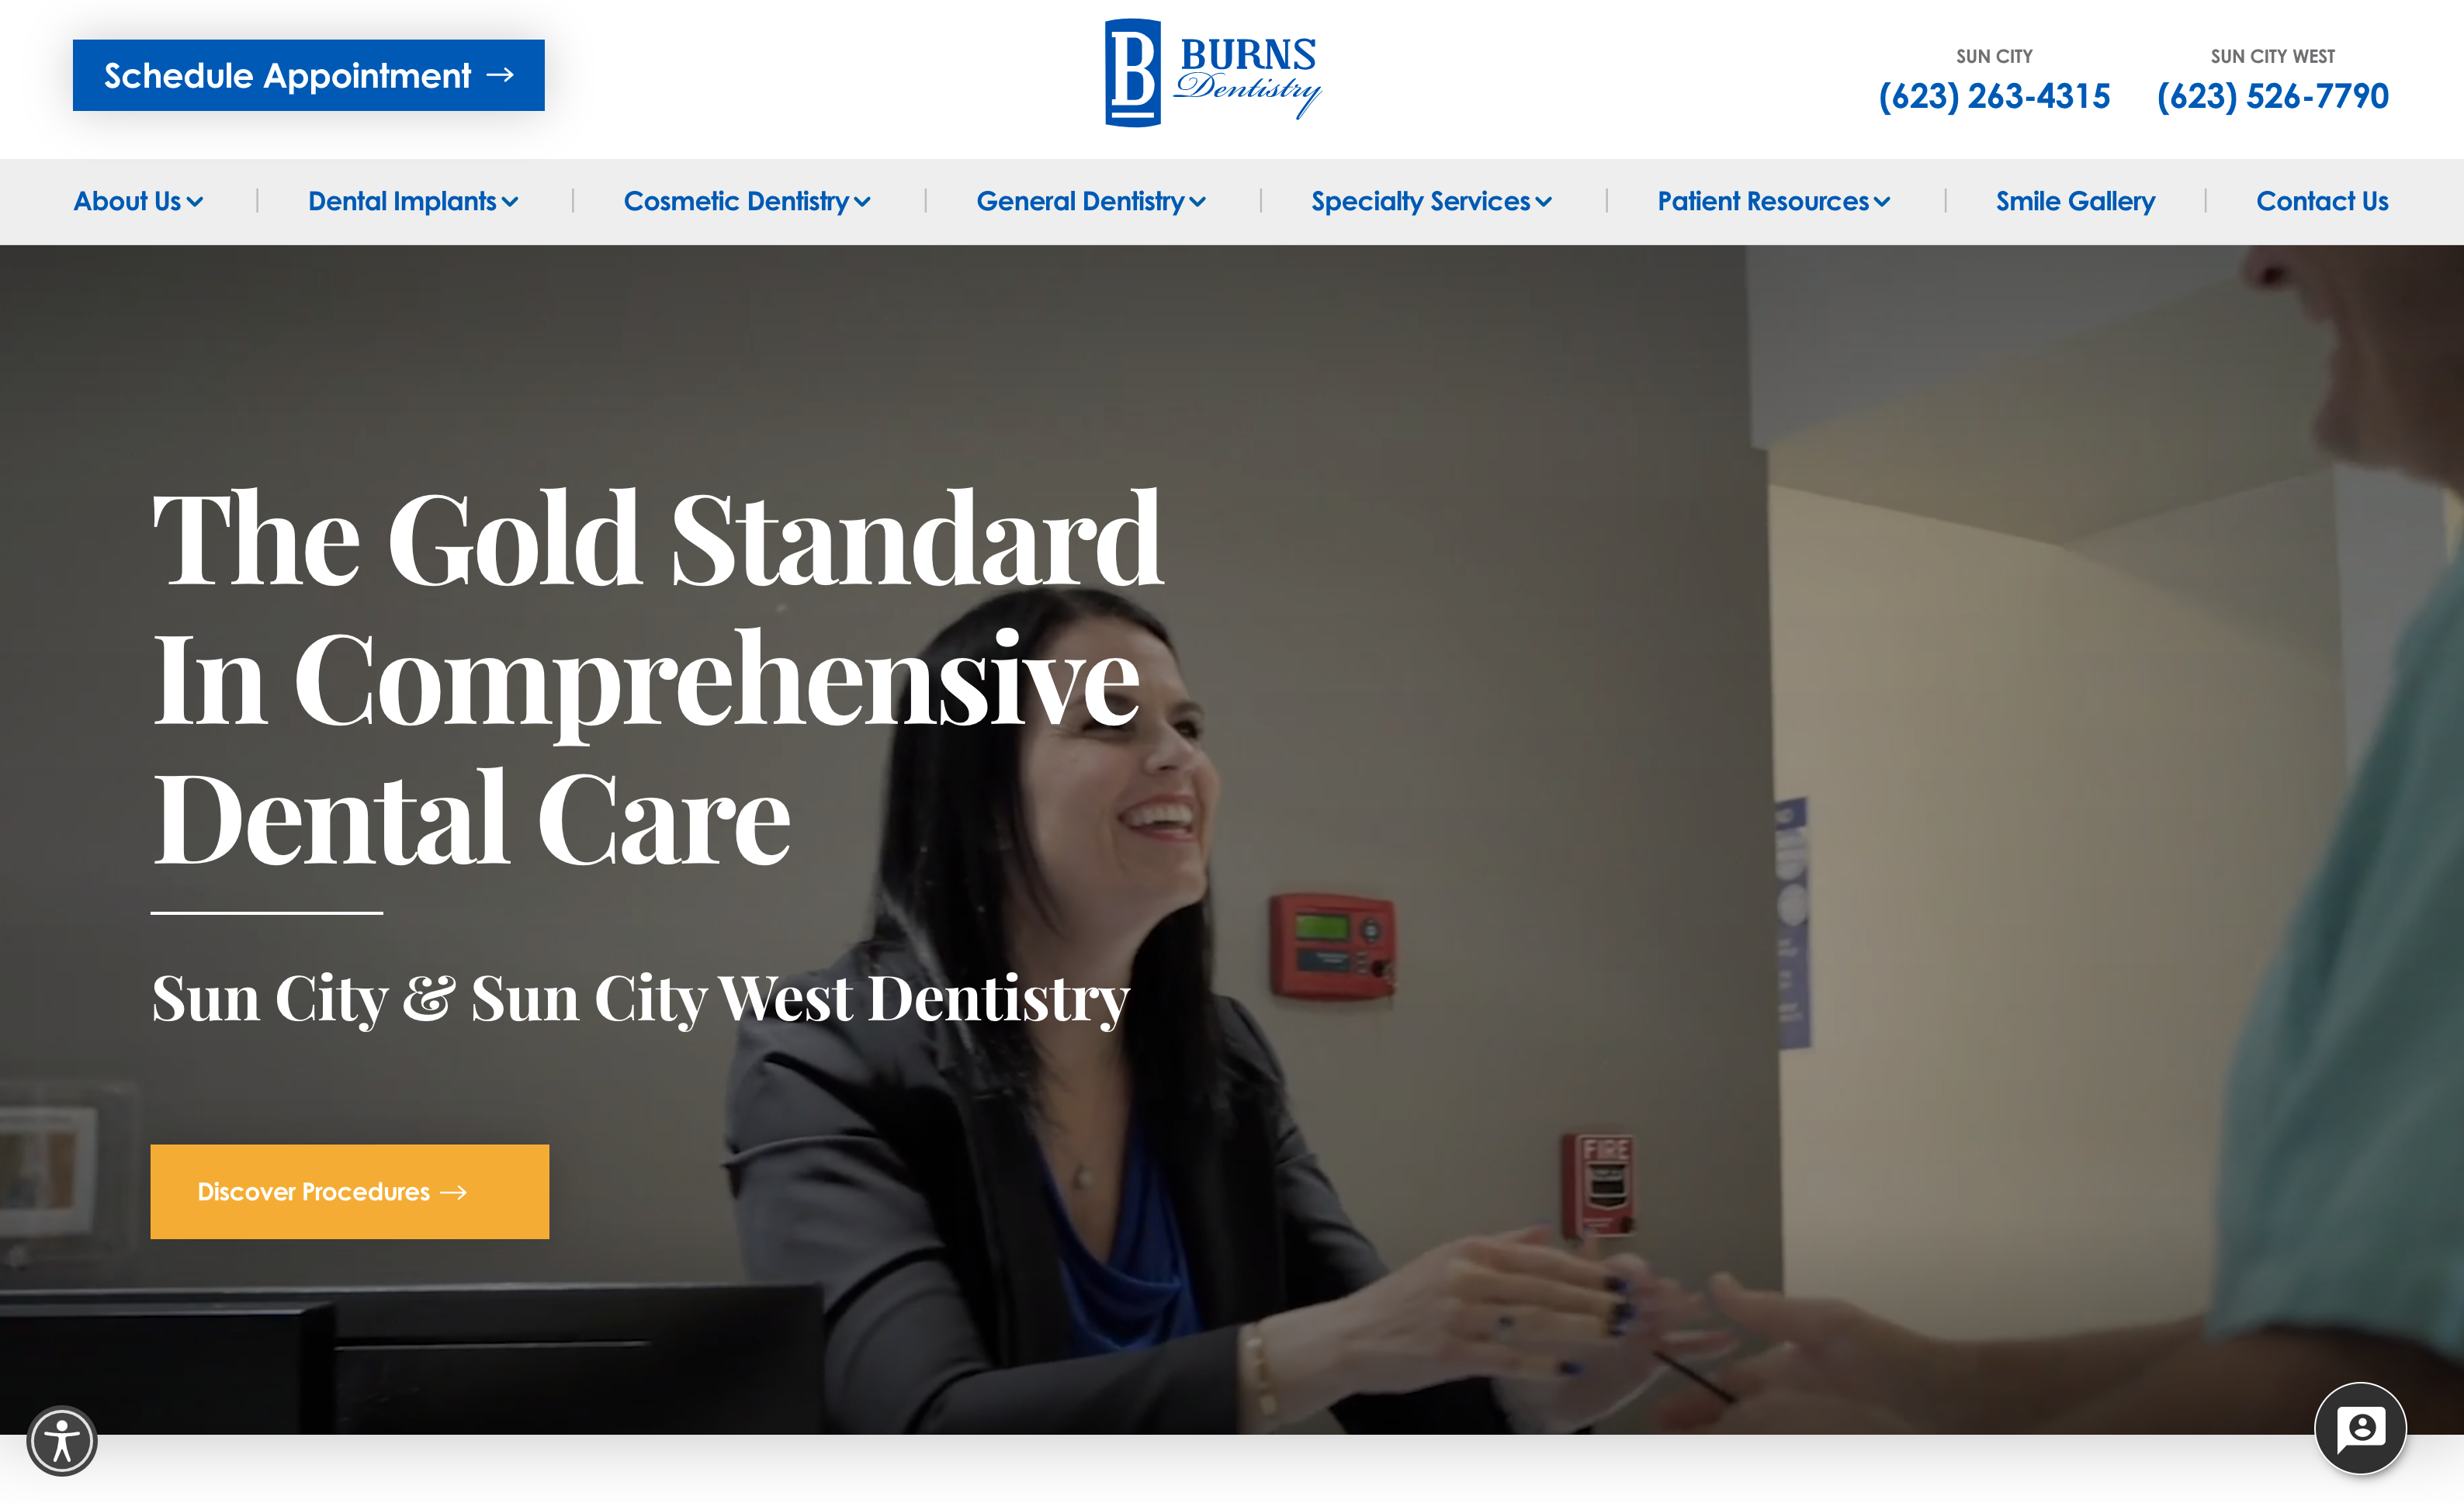 Schedule Appointment →
B BURNS
Dentistry
SUN CITY
(623) 263-4315
SUN CITY WEST
(623) 526-7790
About Us
Dental Implants
Cosmetic Dentistry
General Dentistry
Specialty Services
Patient Resources
Smile Gallery
Contact Us
The Gold Standard
In Comprehensive
Dental Care
Sun City & Sun City West Dentistry
FIRE
Discover Procedures →